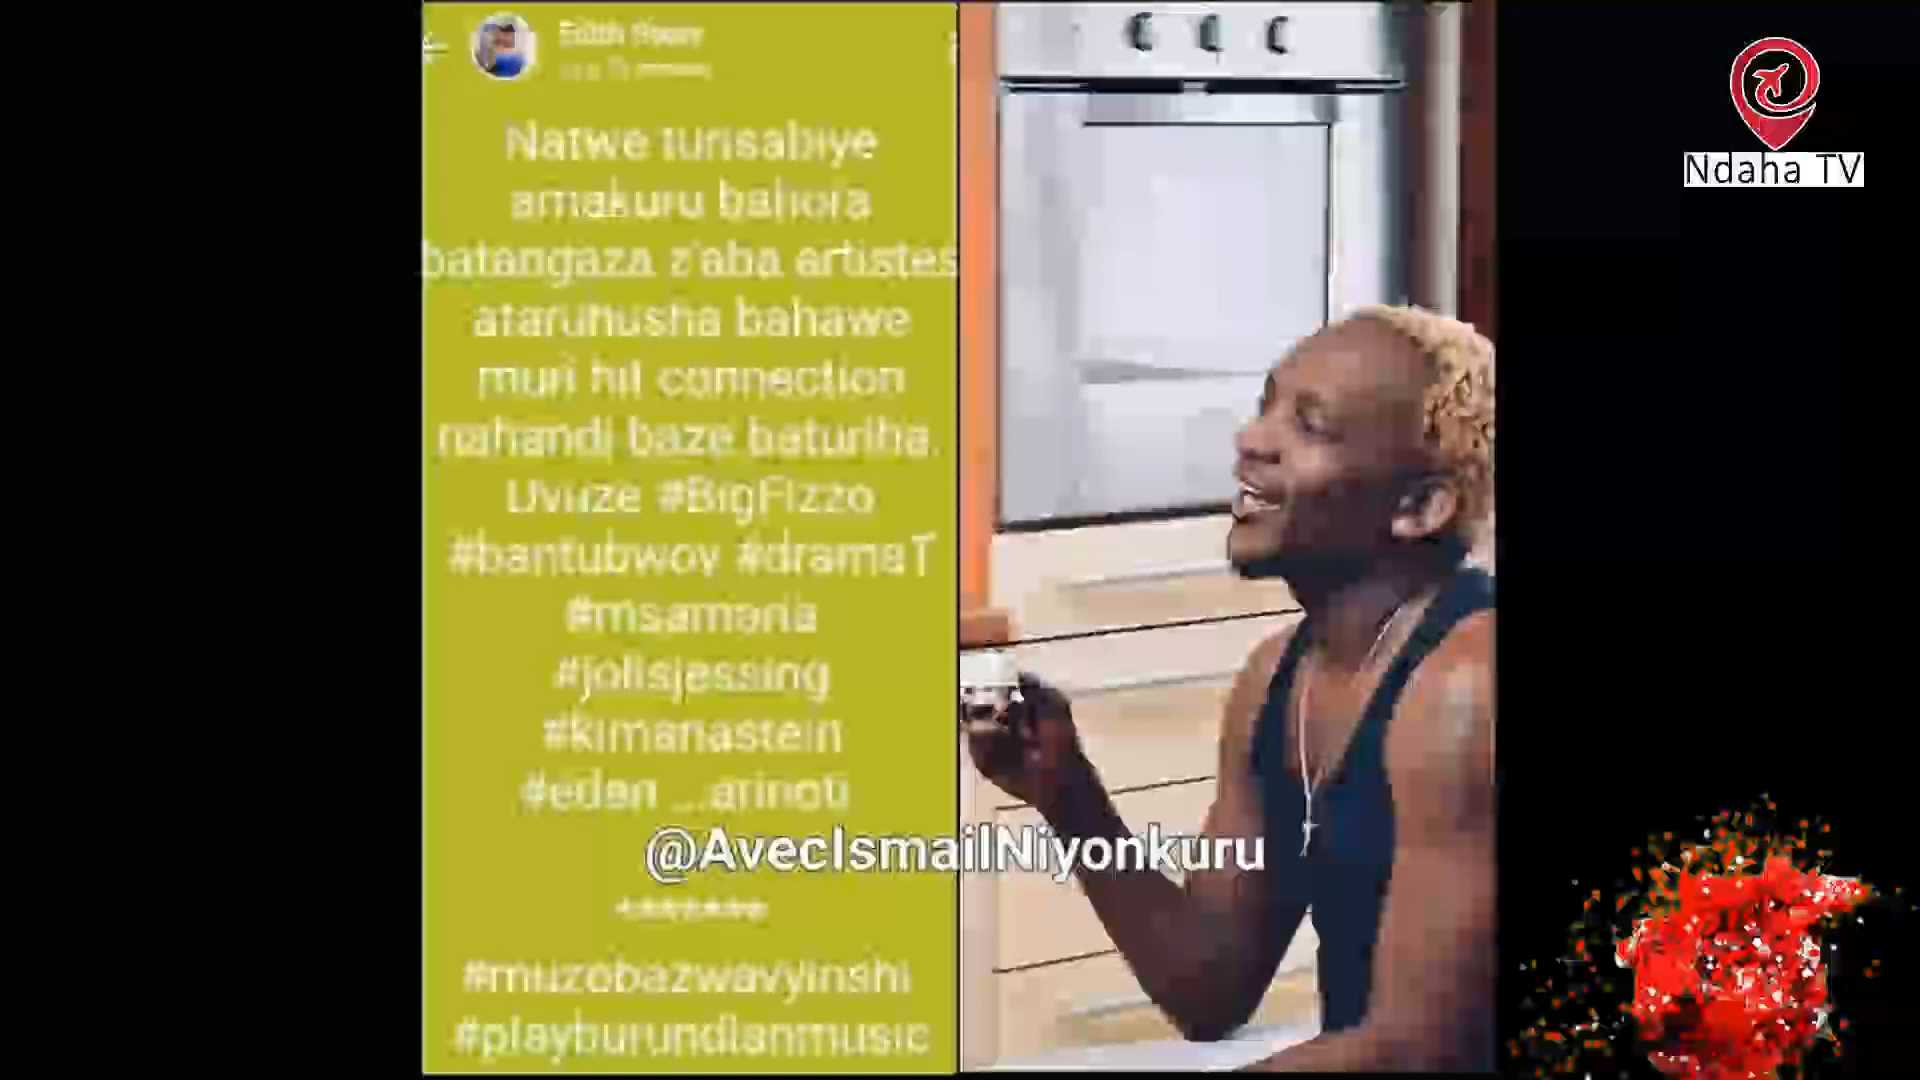 Natwe turisabiye
amakuru bahora
batangaza z'aba artistes
ataruhusha bahawe
muri hit connection
nahandi baze baturiha.
Uvuze #BigFizzo
#bantubwoy #dramaT
#msamaria
#jolisjessing
#kimanastein
#eden ...arinoti
@AvecIsmailNiyonkuru
#muzobazwavyinshi
#playburundianmusic
Ndaha TV